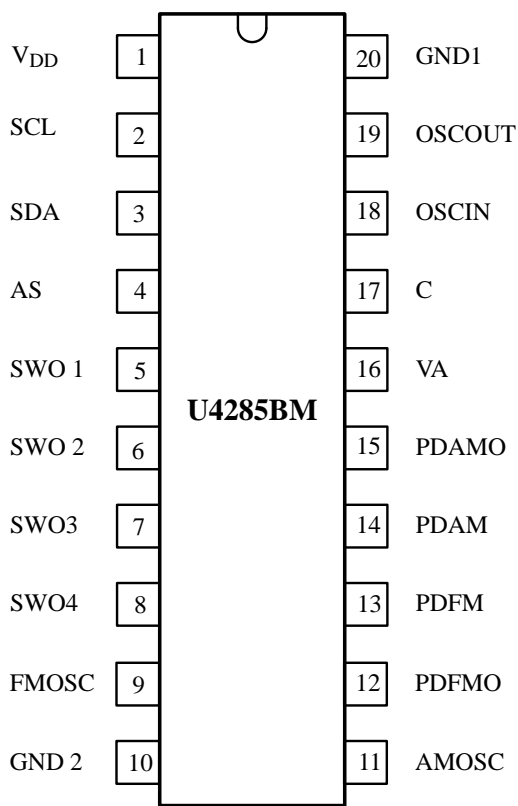 VDD 1 20 GND1
SCL 2 19 OSCOUT
SDA 3 18 OSCIN
AS 4 17 C
SWO 1 5 16 VA
U4285BM
SWO 2 6 15 PDAMO
SWO3 7 14 PDAM
SWO4 8 13 PDFM
FMOSC 9 12 PDFMO
GND 2 10 11 AMOSC